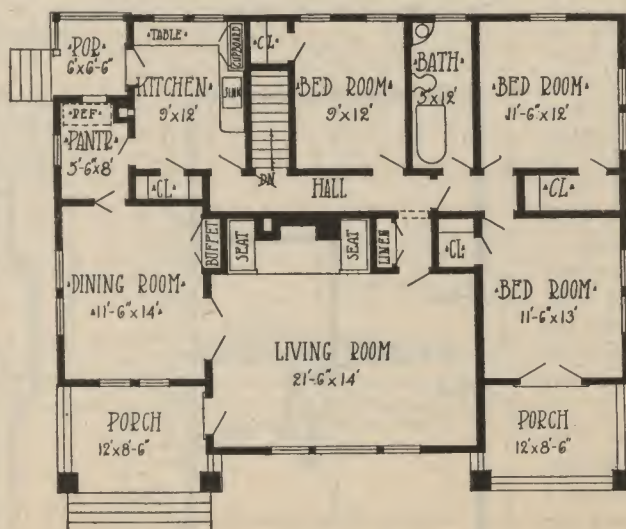 POR
6'x6'-6"
TABLE
CUPBOARD
CL
KITCHEN
9'x12'
SINK
BED ROOM
9'x12'
BATH
5'x12'
BED ROOM
11'-6"x12'
REF
PANTR
5'-6"x8'
CL
DN
HALL
CL
BUFFET
SEAT
SEAT
LINEN
CL
DINING ROOM
11'-6"x14'
BED ROOM
11'-6"x13'
LIVING ROOM
21'-6"x14'
PORCH
12'x8'-6"
PORCH
12'x8'-6"